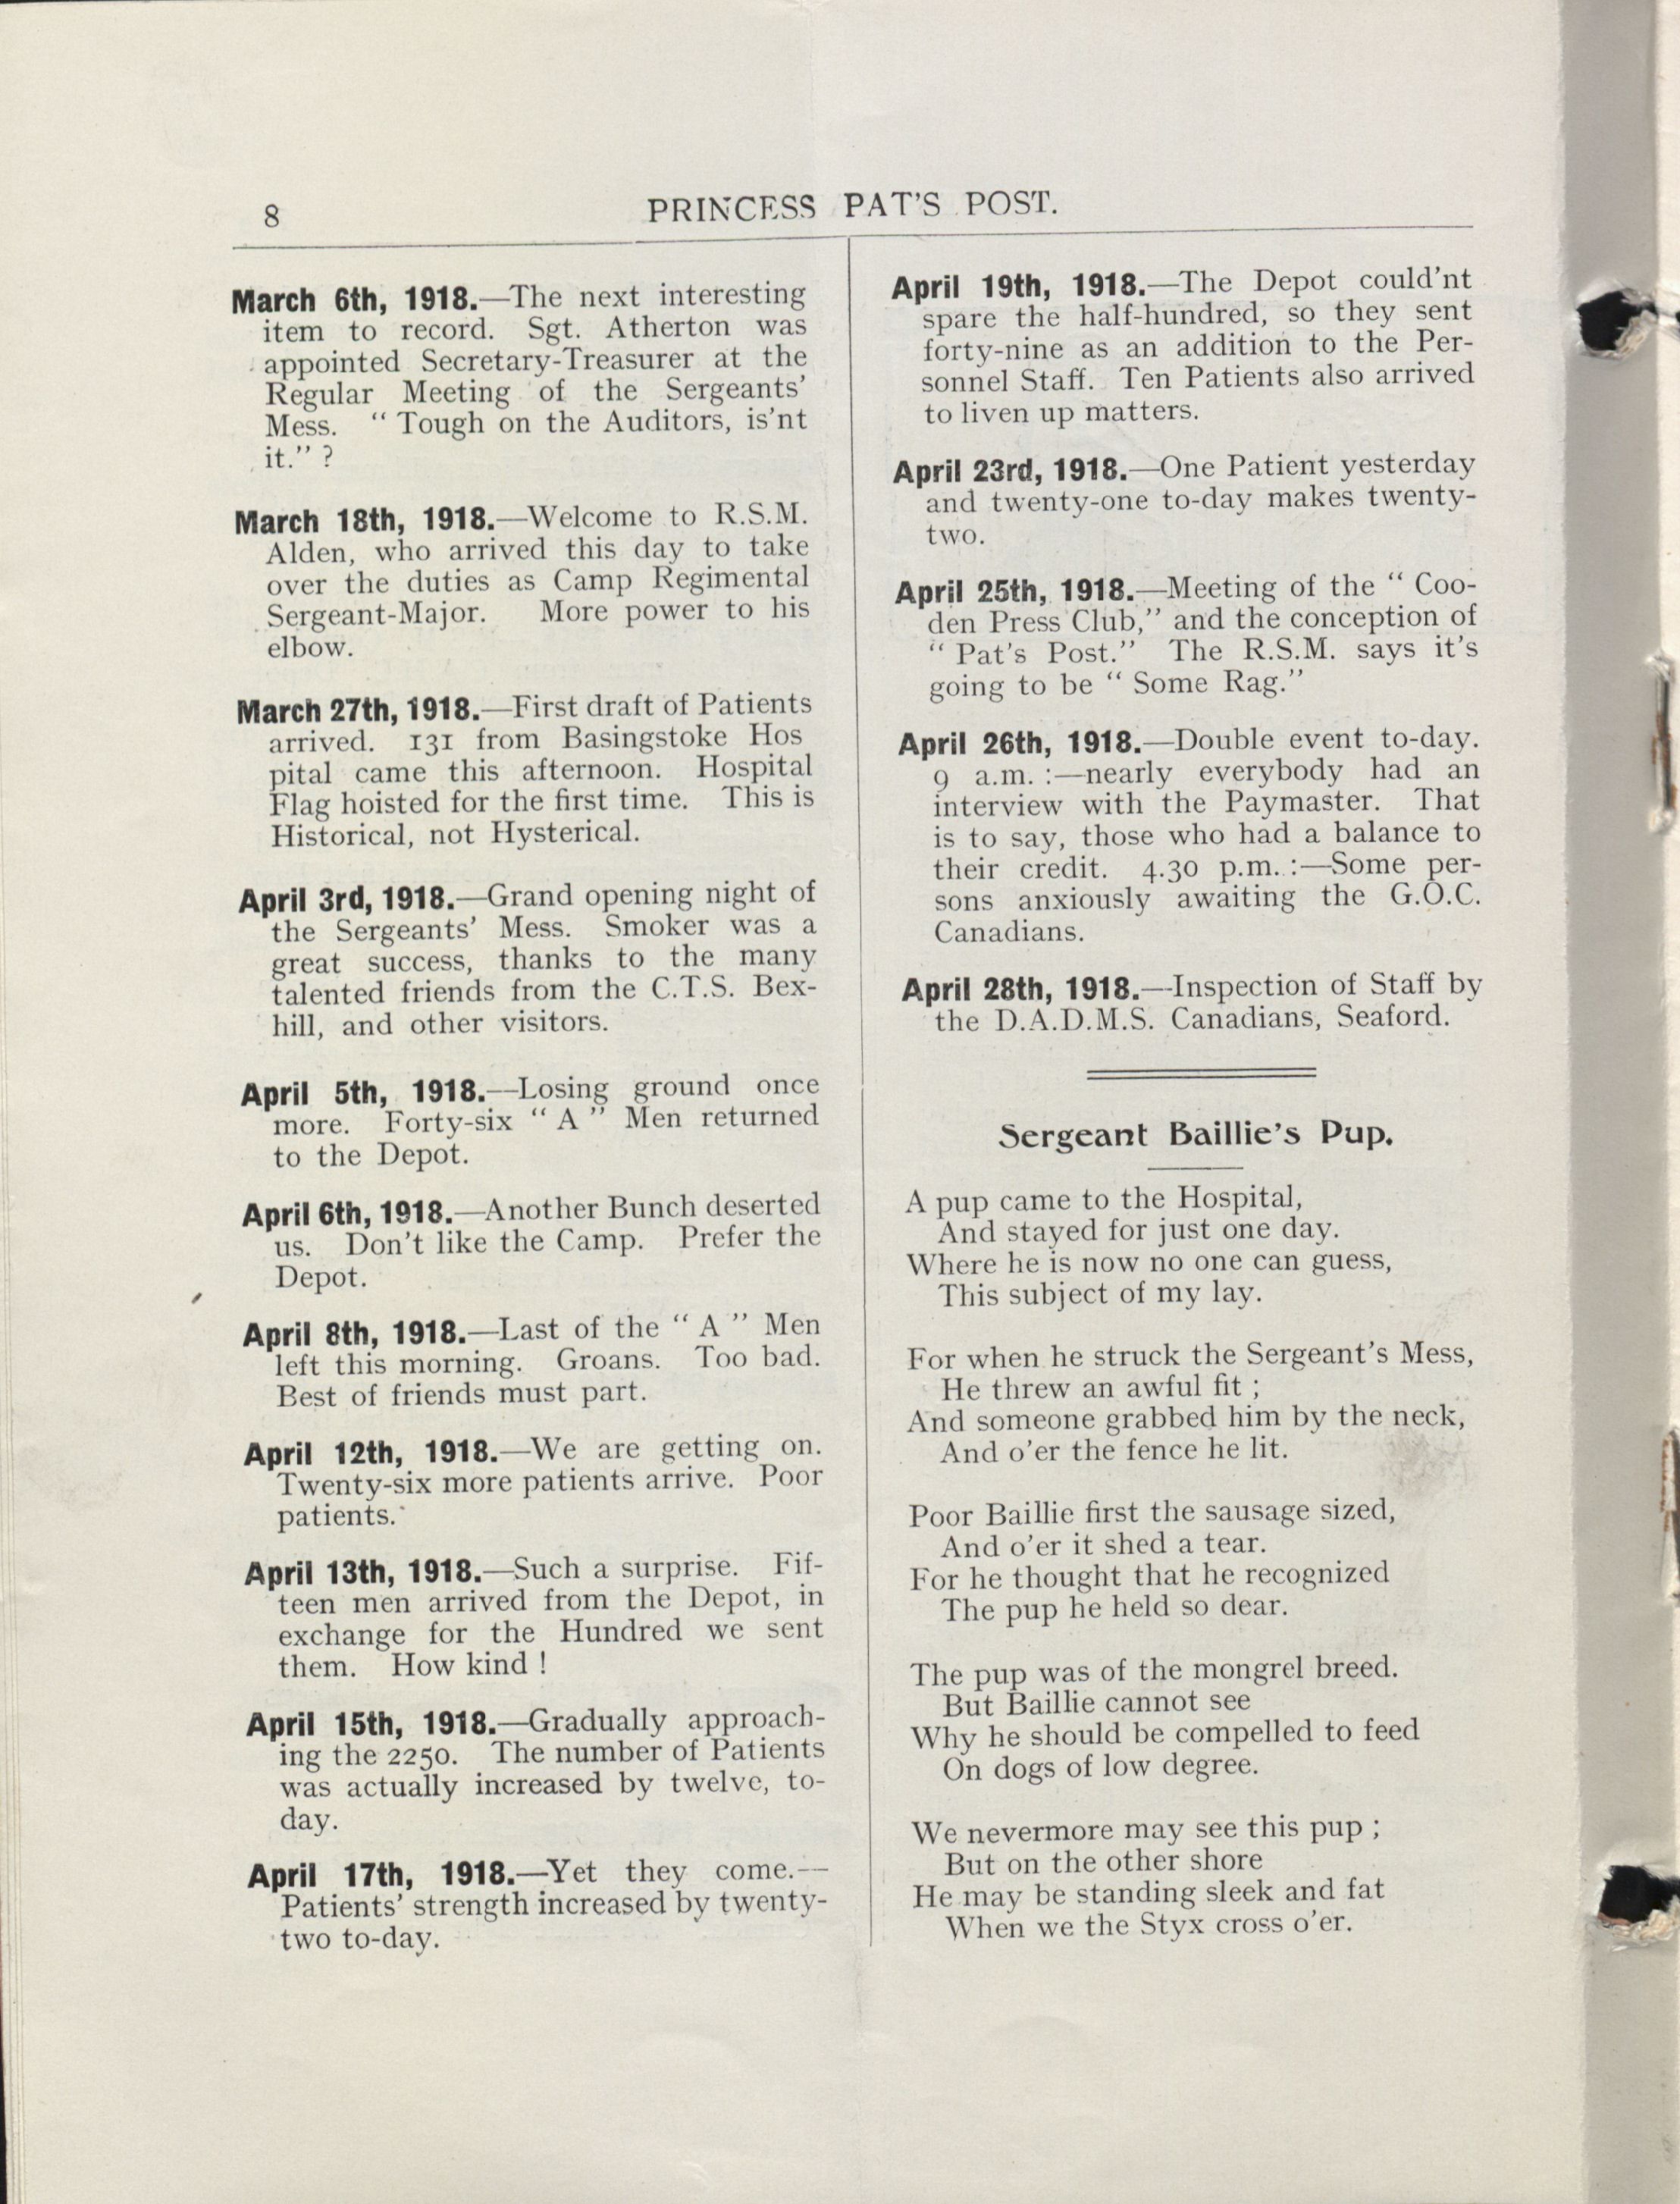 8
PRINCESS PAT'S POST.
March 6th, 1918.—The next interesting
item to record. Sgt. Atherton was
appointed Secretary-Treasurer at the
Regular Meeting of the Sergeants'
Mess. " Tough on the Auditors, is'nt
it." ?
March 18th, 1918.—Welcome to R.S.M.
Alden, who arrived this day to take
over the duties as Camp Regimental
Sergeant-Major. More power to his
elbow.
March 27th, 1918.—First draft of Patients
arrived. 131 from Basingstoke Hos
pital came this afternoon. Hospital
Flag hoisted for the first time. This is
Historical, not Hysterical.
April 3rd, 1918.—Grand opening night of
the Sergeants' Mess. Smoker was a
great success, thanks to the many
talented friends from the C.T.S. Bex-
hill, and other visitors.
April 5th, 1918.—Losing ground once
more. Forty-six " A " Men returned
to the Depot.
April 6th, 1918.—Another Bunch deserted
us. Don't like the Camp. Prefer the
Depot.
April 8th, 1918.—Last of the " A " Men
left this morning. Groans. Too bad.
Best of friends must part.
April 12th, 1918.—We are getting on.
Twenty-six more patients arrive. Poor
patients.
April 13th, 1918.—Such a surprise. Fif-
teen men arrived from the Depot, in
exchange for the Hundred we sent
them. How kind !
April 15th, 1918.—Gradually approach-
ing the 2250. The number of Patients
was actually increased by twelve, to-
day.
April 17th, 1918.—Yet they come.—
Patients' strength increased by twenty-
two to-day.
April 19th, 1918.—The Depot could'nt
spare the half-hundred, so they sent
forty-nine as an addition to the Per-
sonnel Staff. Ten Patients also arrived
to liven up matters.
April 23rd, 1918.—One Patient yesterday
and twenty-one to-day makes twenty-
two.
April 25th, 1918.—Meeting of the " Coo-
den Press Club," and the conception of
" Pat's Post." The R.S.M. says it's
going to be " Some Rag."
April 26th, 1918.—Double event to-day.
9 a.m. :—nearly everybody had an
interview with the Paymaster. That
is to say, those who had a balance to
their credit. 4.30 p.m. :—Some per-
sons anxiously awaiting the G.O.C.
Canadians.
April 28th, 1918.—Inspection of Staff by
the D.A.D.M.S. Canadians, Seaford.
Sergeant Baillie's Pup.
A pup came to the Hospital,
And stayed for just one day.
Where he is now no one can guess,
This subject of my lay.
For when he struck the Sergeant's Mess,
He threw an awful fit ;
And someone grabbed him by the neck,
And o'er the fence he lit.
Poor Baillie first the sausage sized,
And o'er it shed a tear.
For he thought that he recognized
The pup he held so dear.
The pup was of the mongrel breed.
But Baillie cannot see
Why he should be compelled to feed
On dogs of low degree.
We nevermore may see this pup ;
But on the other shore
He may be standing sleek and fat
When we the Styx cross o'er.